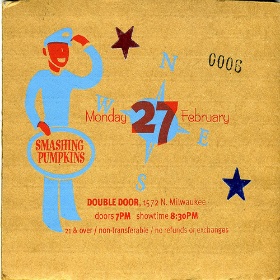 0006
N
Monday 27 February
W
E
S
SMASHING
PUMPKINS
DOUBLE DOOR, 1572 N. Milwaukee
doors 7PM showtime 8:30PM
21 & over / non-transferable / no refunds or exchanges